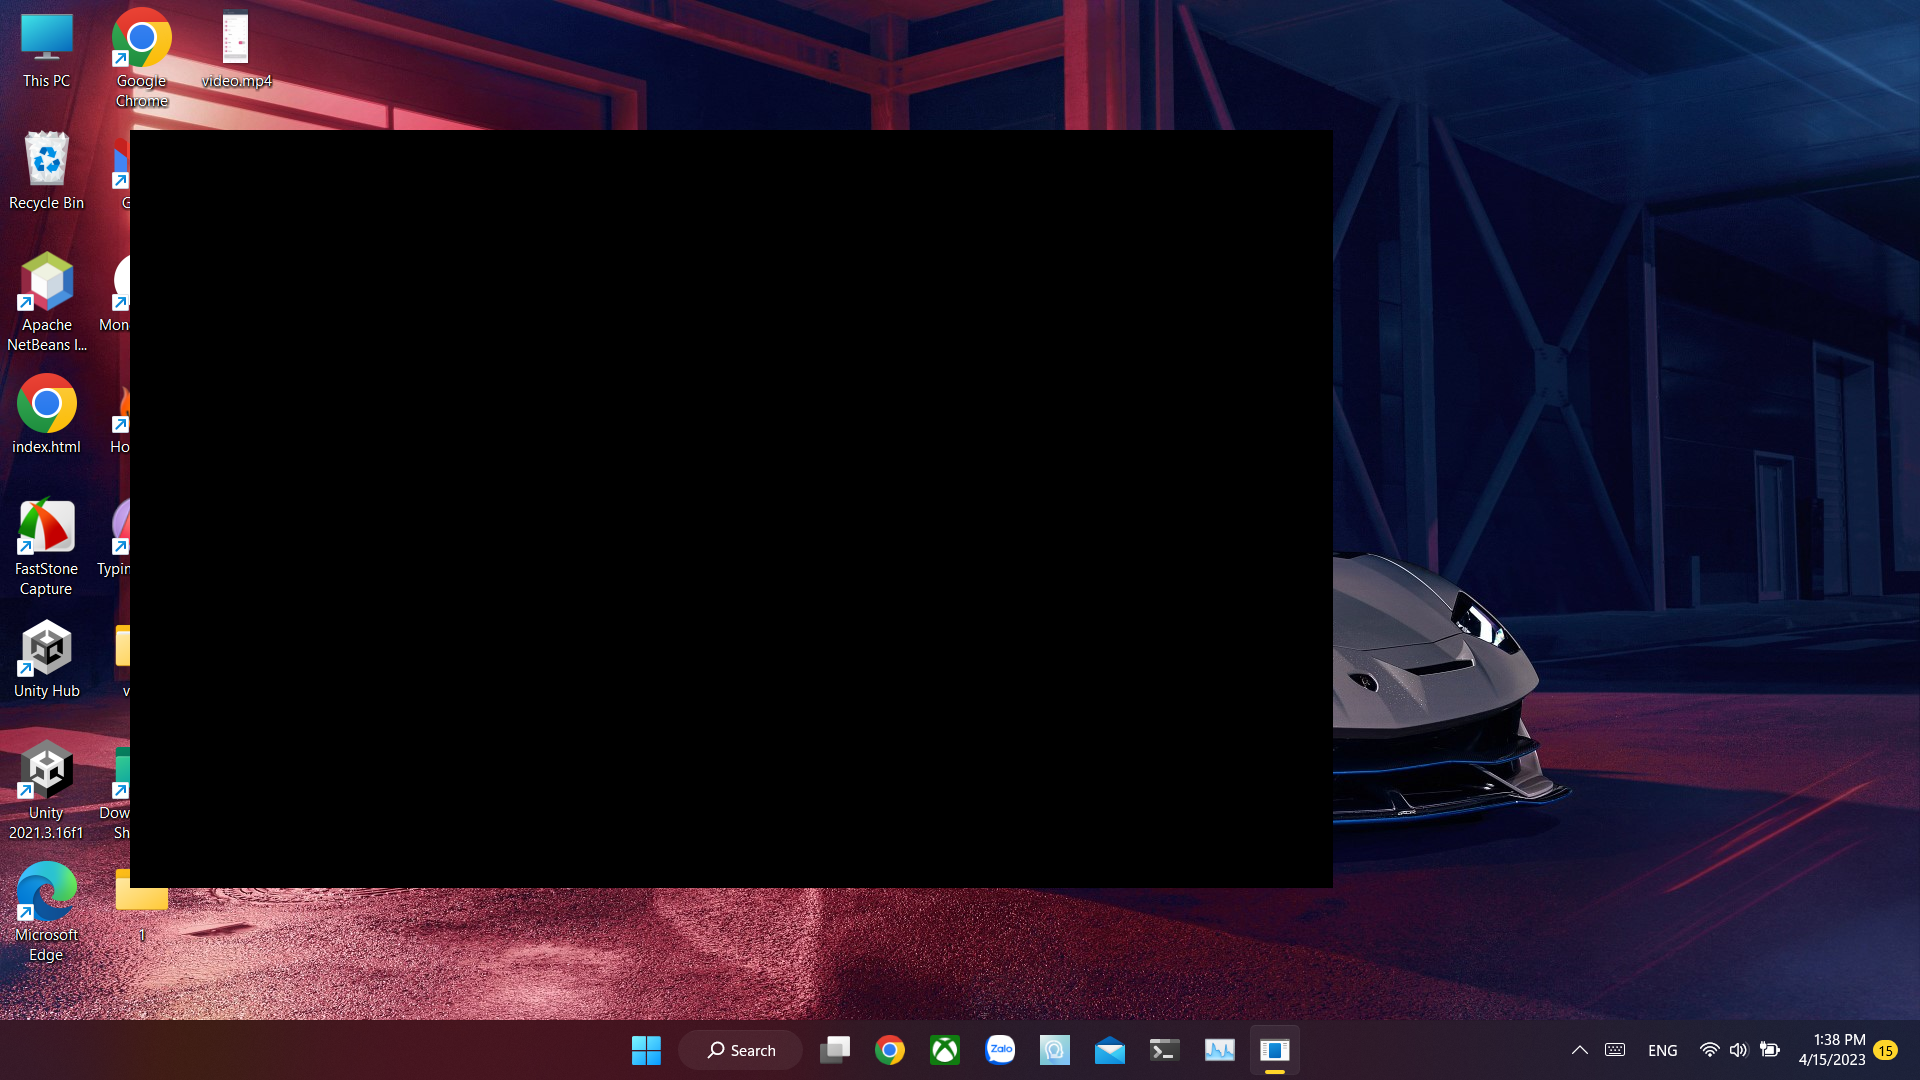 This PC
Google
Chrome
video.mp4
Recycle Bin
G
Apache
NetBeans I...
Mon
index.html
Ho
FastStone
Capture
Typin
Unity Hub
v
Unity
2021.3.16f1
Dow
Sh
Microsoft
Edge
1
Search
Zalo
ENG
1:38 PM
4/15/2023
15